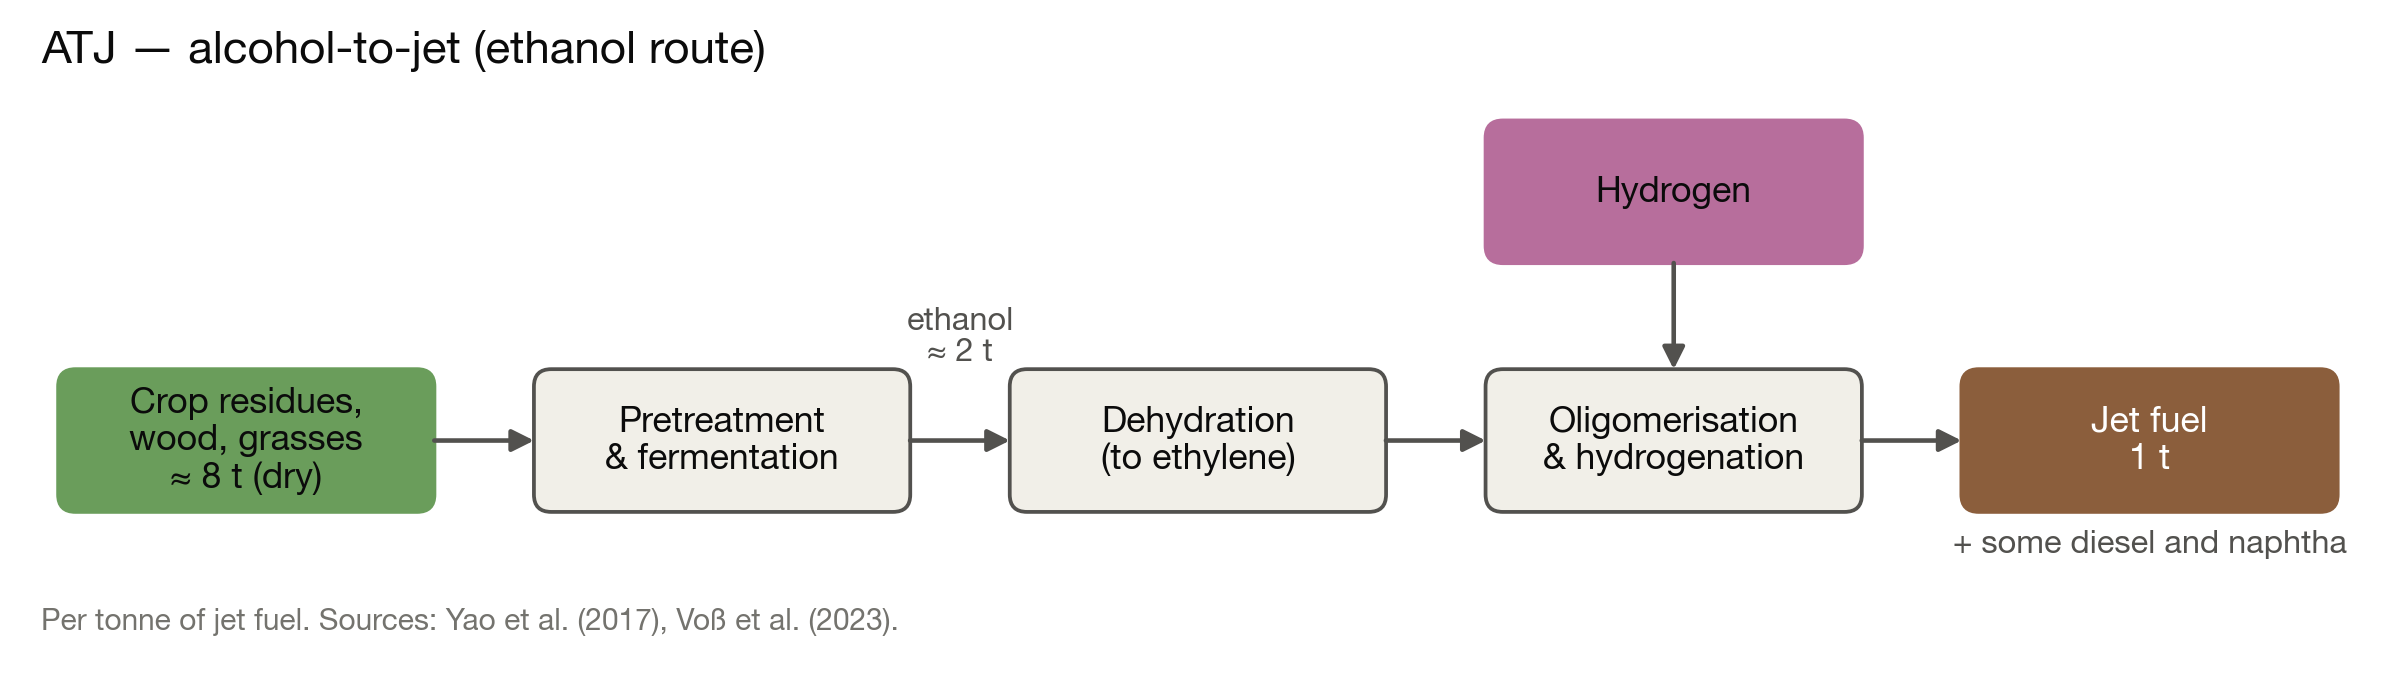 ATJ — alcohol-to-jet (ethanol route)
Hydrogen
ethanol
≈ 2 t
Crop residues,
wood, grasses
≈ 8 t (dry)
Pretreatment
& fermentation
Dehydration
(to ethylene)
Oligomerisation
& hydrogenation
Jet fuel
1 t
+ some diesel and naphtha
Per tonne of jet fuel. Sources: Yao et al. (2017), Voß et al. (2023).